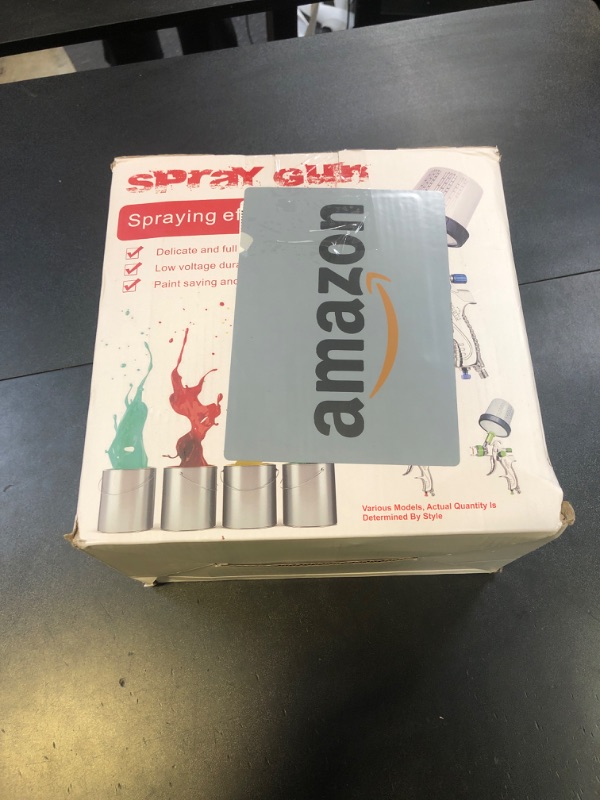 SPRAY GUN
Spraying ef
Delicate and full
Low voltage dura
Paint saving and
amazon
Various Models, Actual Quantity is
Determined By Style